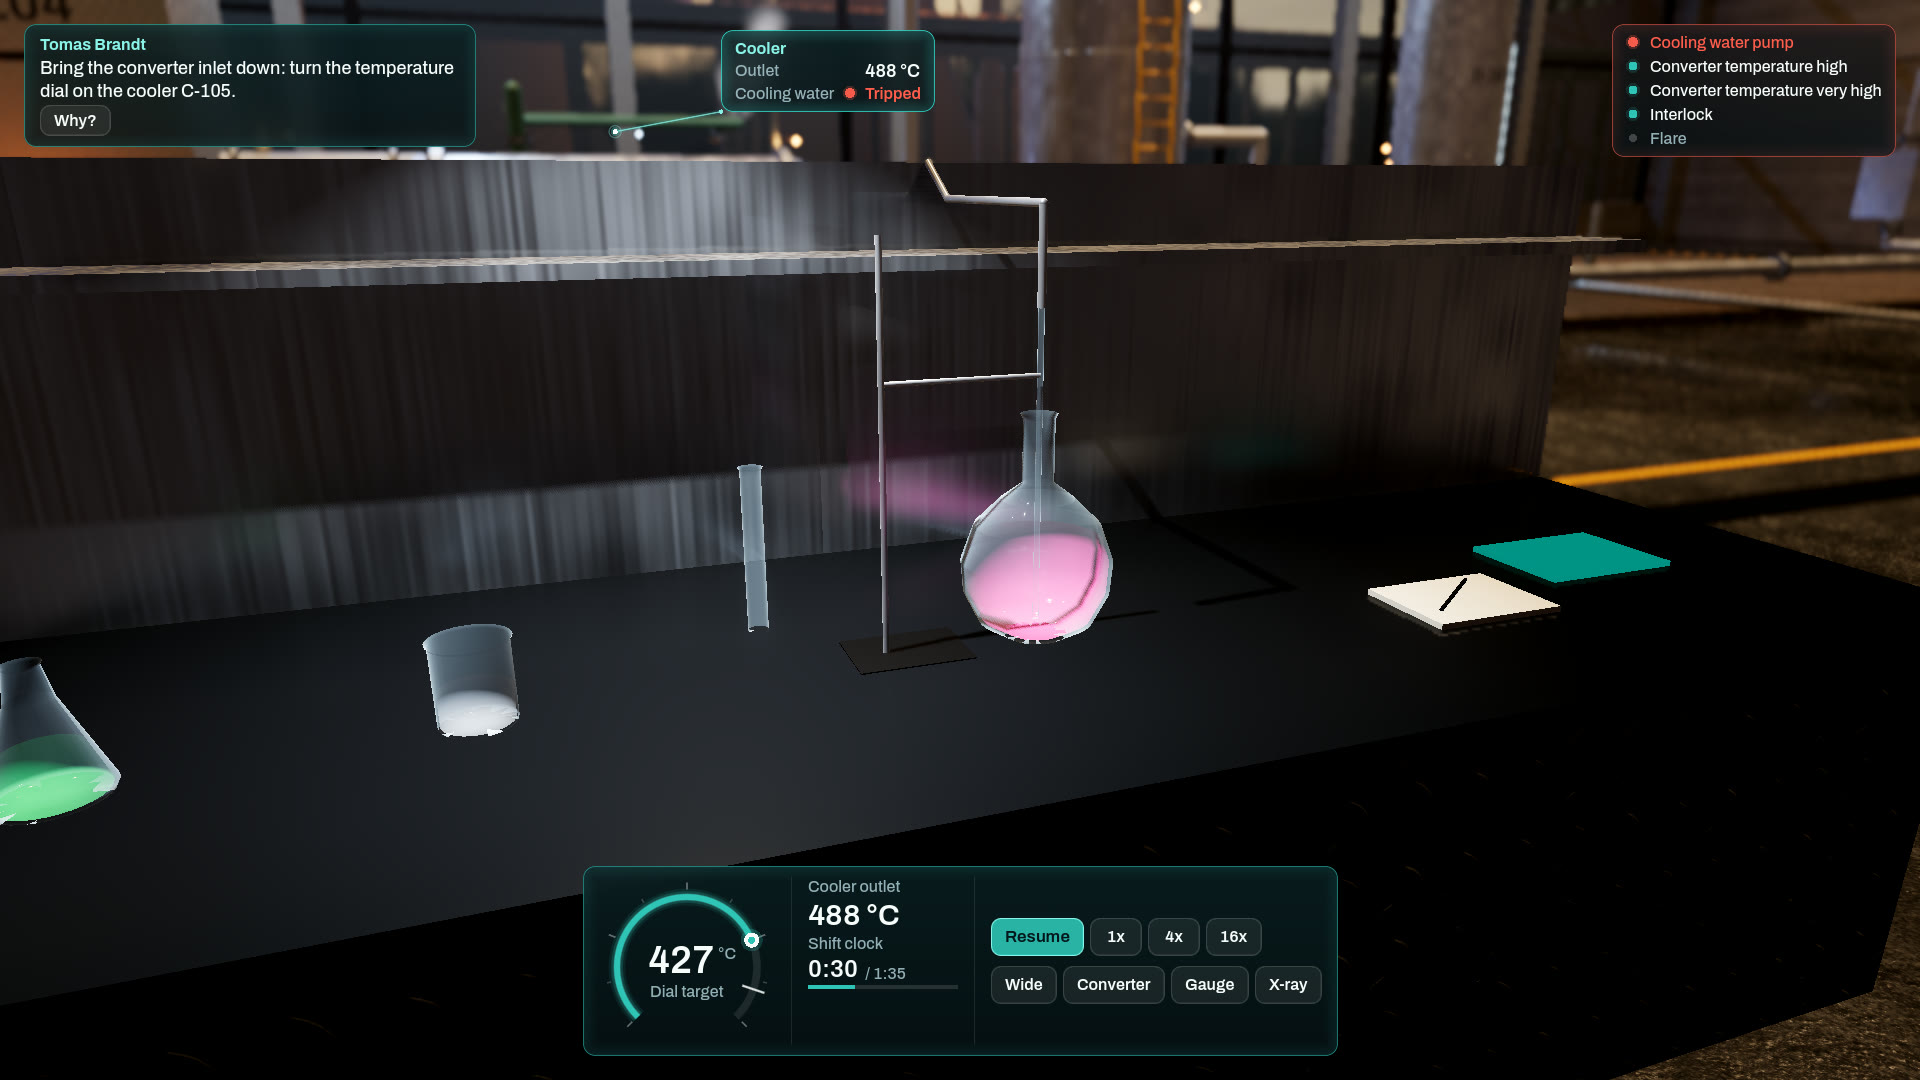 Tomas Brandt
Bring the converter inlet down: turn the temperature
dial on the cooler C-105.
Why?
Cooler
Outlet 488 °C
Cooling water Tripped
Cooling water pump
Converter temperature high
Converter temperature very high
Interlock
Flare
427 °C
Dial target
Cooler outlet
488 °C
Shift clock
0:30 / 1:35
Resume 1x 4x 16x
Wide Converter Gauge X-ray